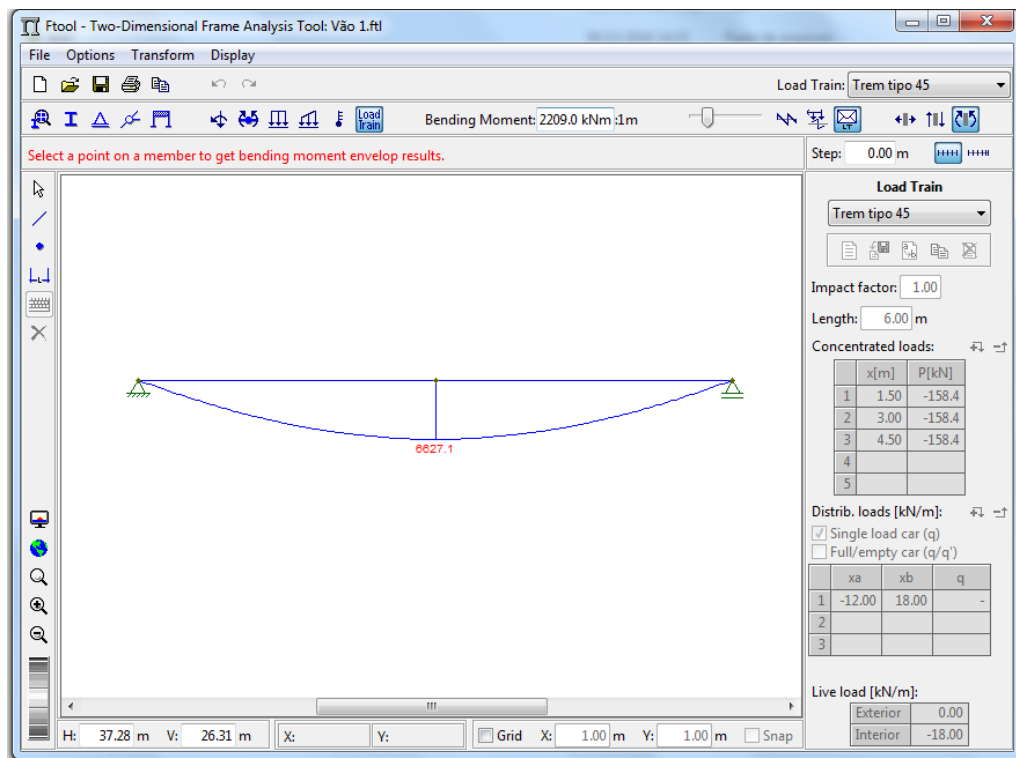 Ftool - Two-Dimensional Frame Analysis Tool: Vão 1.ftl
File Options Transform Display
Load Train: Trem tipo 45
Load Train
Bending Moment: 2209.0 kNm :1m
LT
Select a point on a member to get bending moment envelop results.
Step: 0.00 m
Load Train
Trem tipo 45
Impact factor: 1.00
Length: 6.00 m
Concentrated loads:
x[m] P[kN]
1 1.50 -158.4
2 3.00 -158.4
3 4.50 -158.4
4
5
6627.1
Distrib. loads [kN/m]:
Single load car (q)
Full/empty car (q/q')
xa xb q
1 -12.00 18.00 -
2
3
Live load [kN/m]:
Exterior 0.00
Interior -18.00
H: 37.28 m V: 26.31 m X: Y: Grid X: 1.00 m Y: 1.00 m Snap